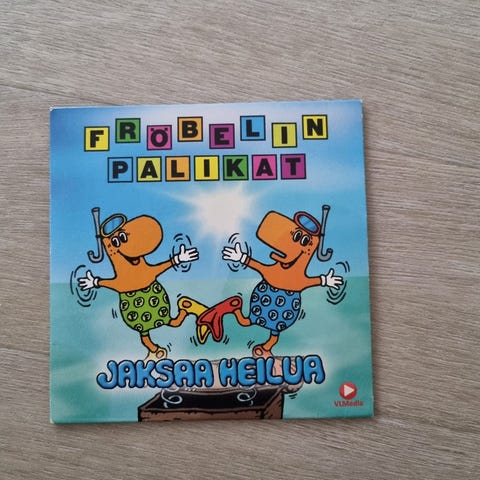 FRÖBELIN
PALIKAT
JAKSAA HEILUA
VLMedia